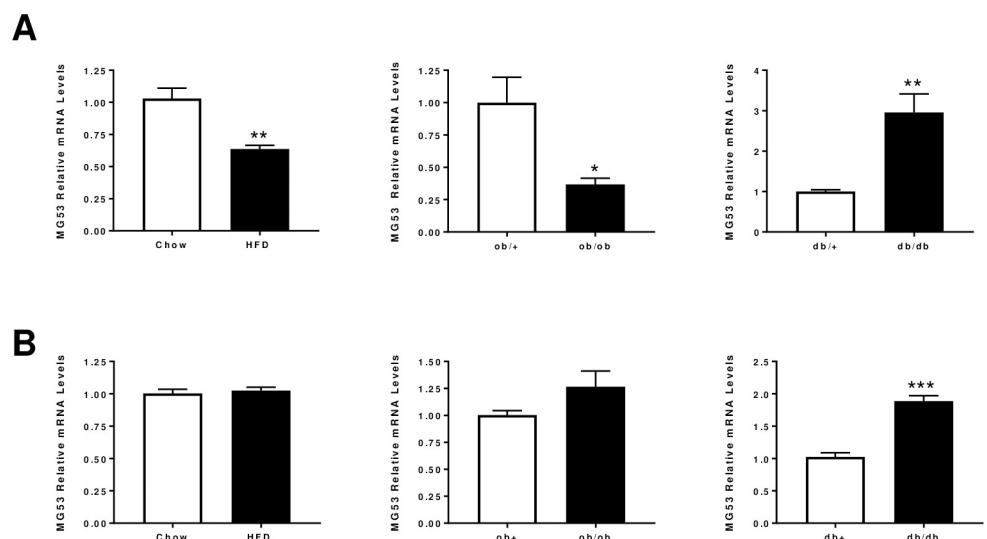 A
MG53 Relative mRNA Levels
1.25
1.00
0.75
0.50
0.25
0.00
**
Chow HFD
MG53 Relative mRNA Levels
1.25
1.00
0.75
0.50
0.25
0.00
*
ob/+ ob/ob
MG53 Relative mRNA Levels
4
3
2
1
0
**
db/+ db/db
B
MG53 Relative mRNA Levels
1.25
1.00
0.75
0.50
0.25
0.00
Chow HFD
MG53 Relative mRNA Levels
1.50
1.25
1.00
0.75
0.50
0.25
0.00
ob+ ob/ob
MG53 Relative mRNA Levels
2.5
2.0
1.5
1.0
0.5
0.0
***
db+ db/db